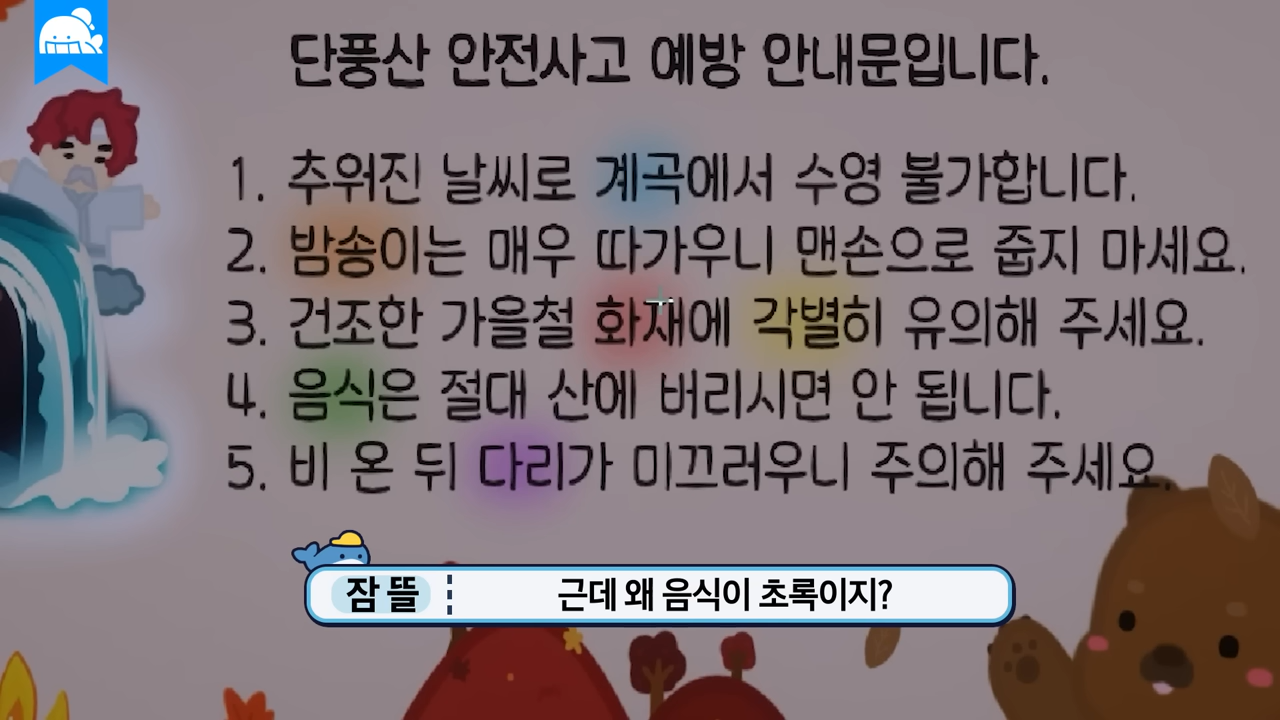 단풍산 안전사고 예방 안내문입니다.
1. 추워진 날씨로 계곡에서 수영 불가합니다.
2. 밤송이는 매우 따가우니 맨손으로 줍지 마세요.
3. 건조한 가을철 화재에 각별히 유의해 주세요.
4. 음식은 절대 산에 버리시면 안 됩니다.
5. 비 온 뒤 다리가 미끄러우니 주의해 주세요.
잠뜰 근데 왜 음식이 초록이지?